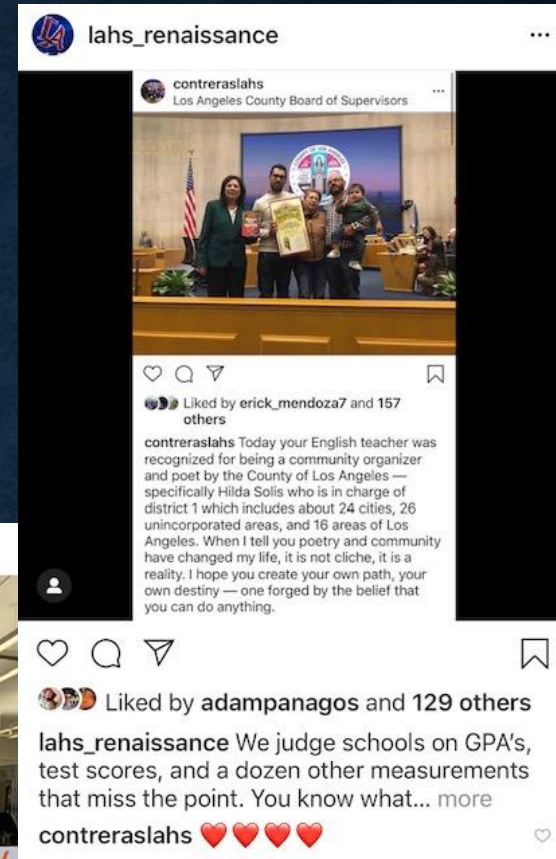 lahs_renaissance
contreraslahs
Los Angeles County Board of Supervisors
Liked by erick_mendoza7 and 157
others
contreraslahs Today your English teacher was
recognized for being a community organizer
and poet by the County of Los Angeles —
specifically Hilda Solis who is in charge of
district 1 which includes about 24 cities, 26
unincorporated areas, and 16 areas of Los
Angeles. When I tell you poetry and community
have changed my life, it is not cliche, it is a
reality. I hope you create your own path, your
own destiny — one forged by the belief that
you can do anything.
Liked by adampanagos and 129 others
lahs_renaissance We judge schools on GPA's,
test scores, and a dozen other measurements
that miss the point. You know what... more
contreraslahs ❤️❤️❤️❤️